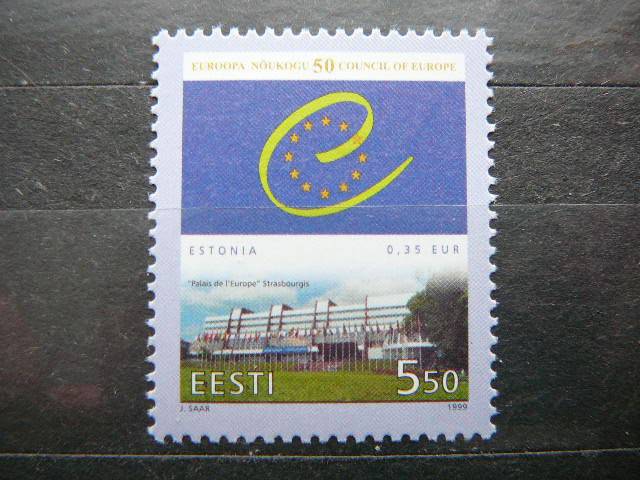 EUROOPA NÕUKOGU 50 COUNCIL OF EUROPE
ESTONIA 0,35 EUR
"Palais de l'Europe" Strasbourgis
EESTI 5.50
J. SAAR 1999